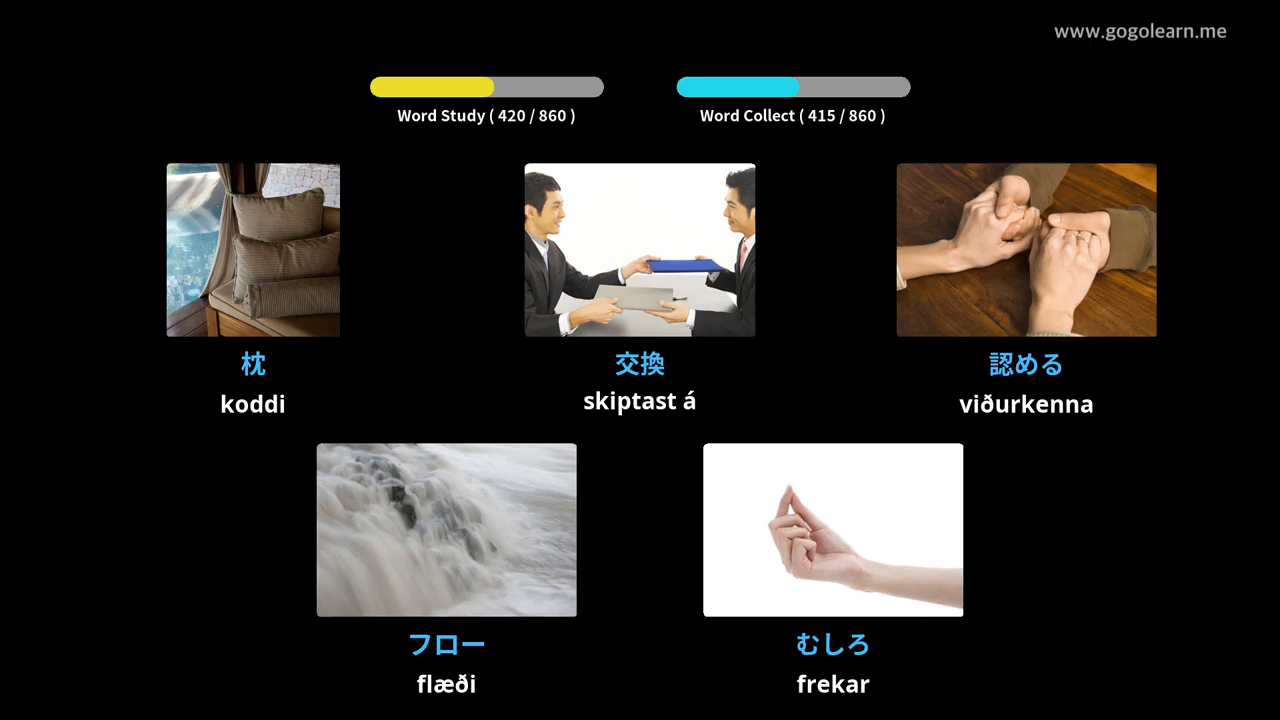 www.gogolearn.me
Word Study ( 420 / 860 )
Word Collect ( 415 / 860 )
枕
koddi
交換
skiptast á
認める
viðurkenna
フロー
flæði
むしろ
frekar